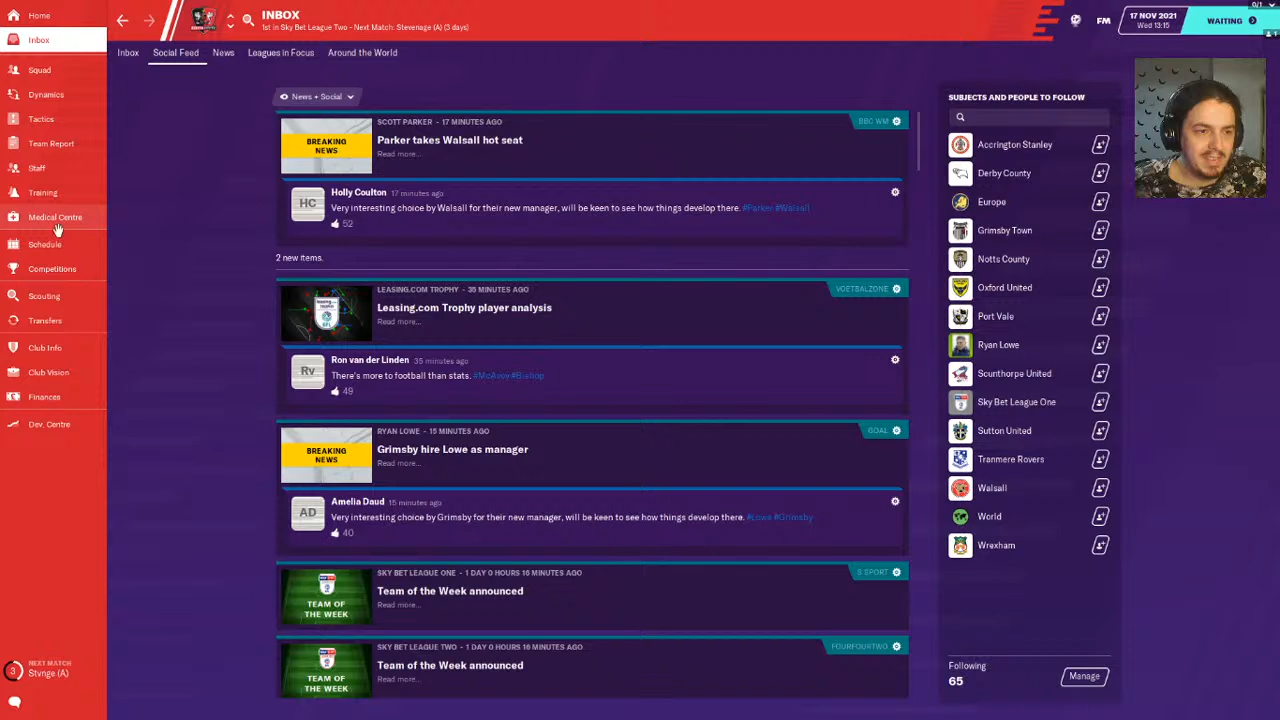 Home
Inbox
Squad
Dynamics
Tactics
Team Report
Staff
Training
Medical Centre
Schedule
Competitions
Scouting
Transfers
Club Info
Club Vision
Finances
Dev. Centre
NEXT MATCH
3
Stvnge (A)
INBOX
1st in Sky Bet League Two - Next Match: Stevenage (A) (3 days)
FM
17 NOV 2021
Wed 13:15
WAITING
0/1
1
Inbox
Social Feed
News
Leagues in Focus
Around the World
News + Social
BREAKING NEWS
SCOTT PARKER - 17 MINUTES AGO
BBC WM
Parker takes Walsall hot seat
Read more...
HC
Holly Coulton 17 minutes ago
Very interesting choice by Walsall for their new manager, will be keen to see how things develop there. #Parker #Walsall
52
2 new items.
LEASING.COM TROPHY - 35 MINUTES AGO
VOETBALZONE
Leasing.com Trophy player analysis
Read more...
Rv
Ron van der Linden 35 minutes ago
There's more to football than stats. #McAvoy #Bishop
49
BREAKING NEWS
RYAN LOWE - 15 MINUTES AGO
GOAL
Grimsby hire Lowe as manager
Read more...
AD
Amelia Daud 15 minutes ago
Very interesting choice by Grimsby for their new manager, will be keen to see how things develop there. #Lowe #Grimsby
40
TEAM OF THE WEEK
SKY BET LEAGUE ONE - 1 DAY 0 HOURS 16 MINUTES AGO
Team of the Week announced
Read more...
TEAM OF THE WEEK
SKY BET LEAGUE TWO - 1 DAY 0 HOURS 16 MINUTES AGO
FOURFOURTWO
Team of the Week announced
Read more...
SUBJECTS AND PEOPLE TO FOLLOW
Accrington Stanley
Derby County
Europe
Grimsby Town
Notts County
Oxford United
Port Vale
Ryan Lowe
Scunthorpe United
Sky Bet League One
Sutton United
Tranmere Rovers
Walsall
World
Wrexham
Following
65
Manage